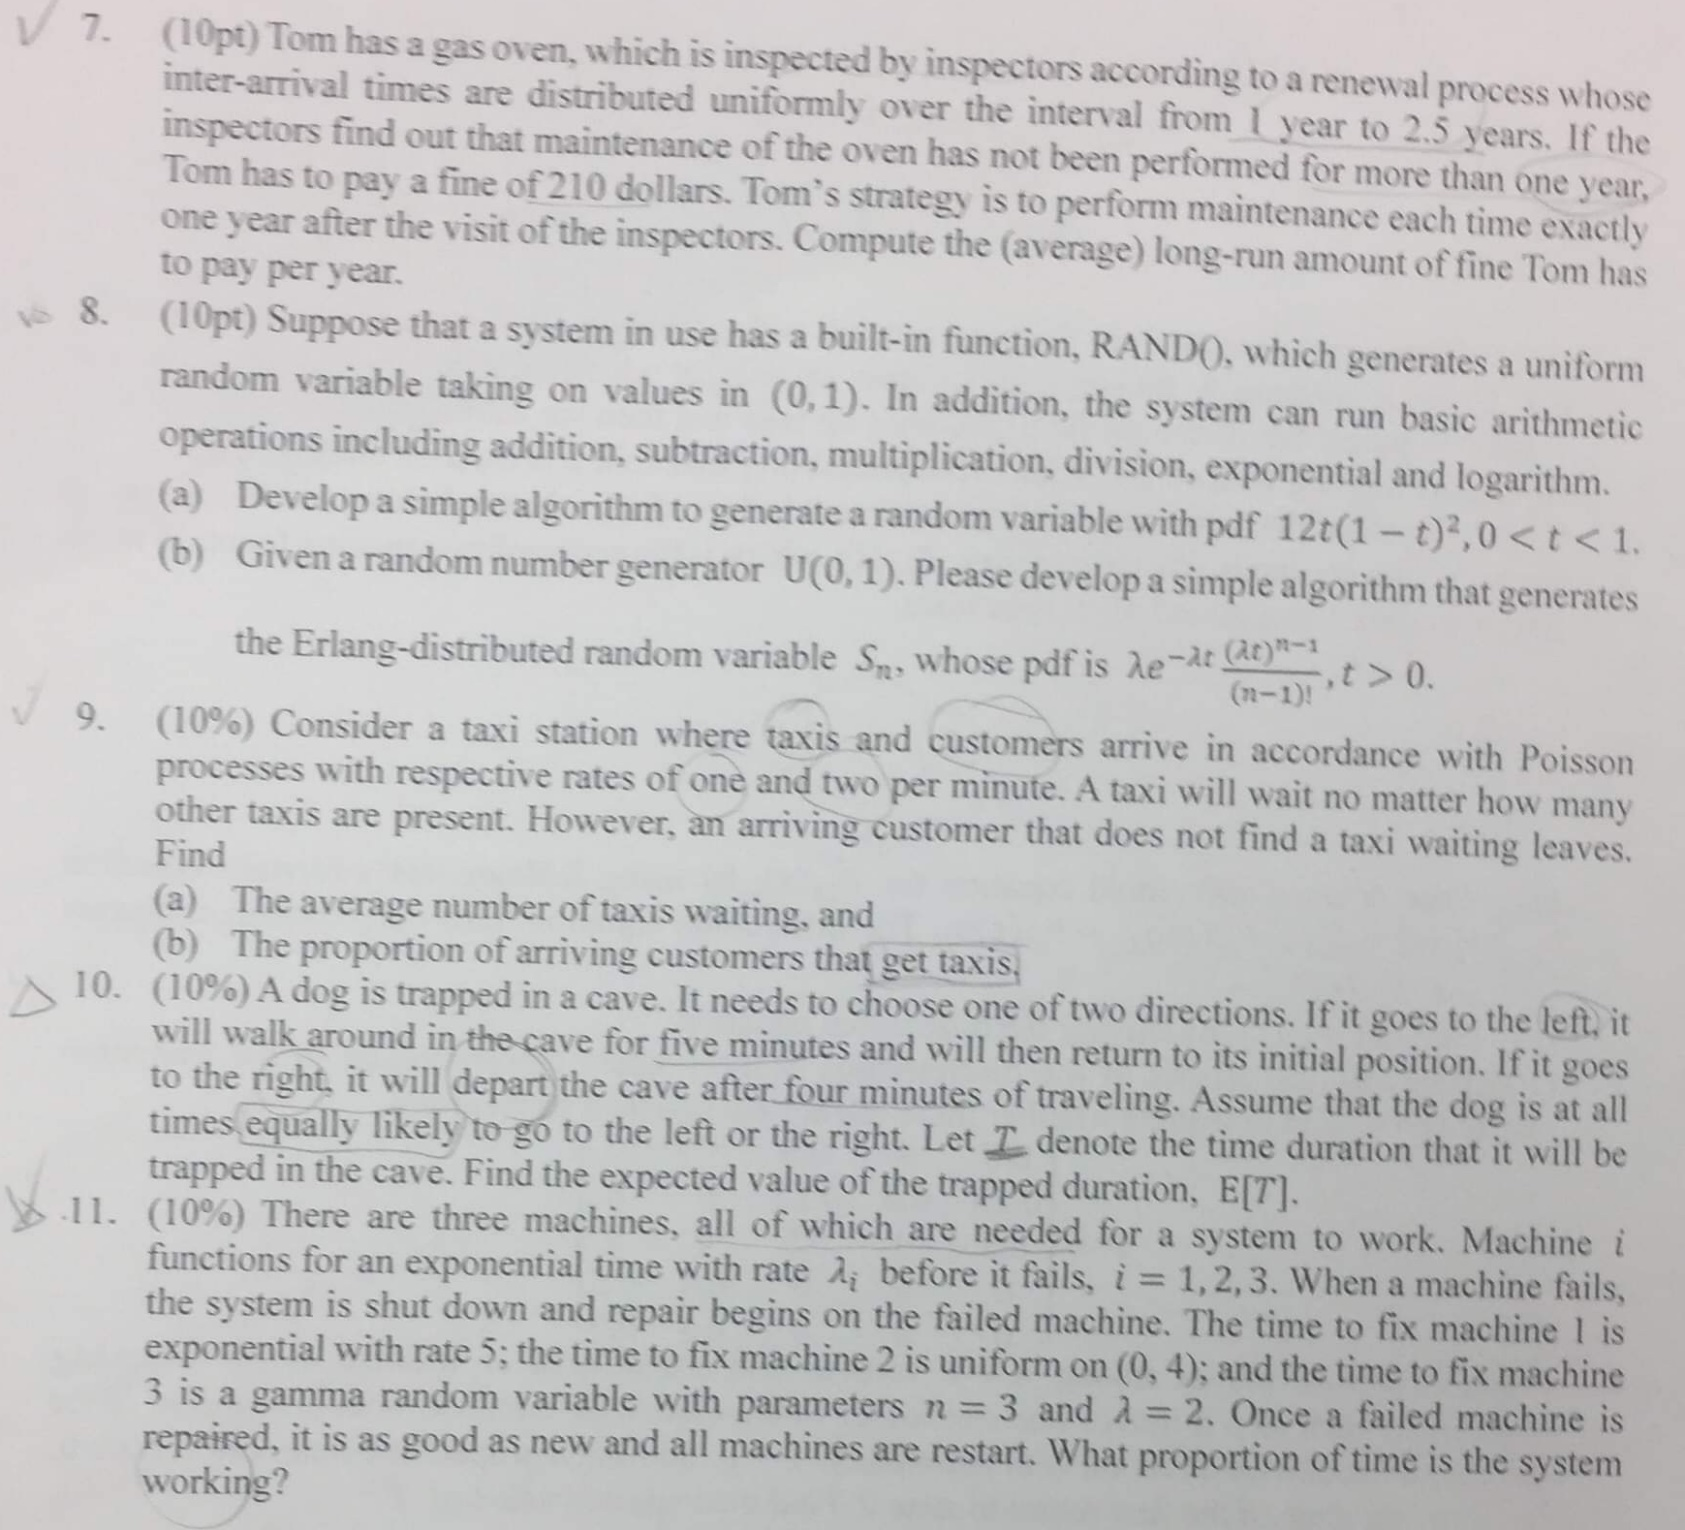 7. (10pt) Tom has a gas oven, which is inspected by inspectors according to a renewal process whose
inter-arrival times are distributed uniformly over the interval from 1 year to 2.5 years. If the
inspectors find out that maintenance of the oven has not been performed for more than one year,
Tom has to pay a fine of 210 dollars. Tom's strategy is to perform maintenance each time exactly
one year after the visit of the inspectors. Compute the (average) long-run amount of fine Tom has
to pay per year.
8. (10pt) Suppose that a system in use has a built-in function, RAND(), which generates a uniform
random variable taking on values in (0, 1). In addition, the system can run basic arithmetic
operations including addition, subtraction, multiplication, division, exponential and logarithm.
(a) Develop a simple algorithm to generate a random variable with pdf 12t(1 − t)², 0 < t < 1.
(b) Given a random number generator U(0, 1). Please develop a simple algorithm that generates
the Erlang-distributed random variable Sₙ, whose pdf is λe^{−λt} (λt)^{n−1}/(n−1)!, t > 0.
9. (10%) Consider a taxi station where taxis and customers arrive in accordance with Poisson
processes with respective rates of one and two per minute. A taxi will wait no matter how many
other taxis are present. However, an arriving customer that does not find a taxi waiting leaves.
Find
(a) The average number of taxis waiting, and
(b) The proportion of arriving customers that get taxis.
10. (10%) A dog is trapped in a cave. It needs to choose one of two directions. If it goes to the left, it
will walk around in the cave for five minutes and will then return to its initial position. If it goes
to the right, it will depart the cave after four minutes of traveling. Assume that the dog is at all
times equally likely to go to the left or the right. Let T denote the time duration that it will be
trapped in the cave. Find the expected value of the trapped duration, E[T].
11. (10%) There are three machines, all of which are needed for a system to work. Machine i
functions for an exponential time with rate λᵢ before it fails, i = 1, 2, 3. When a machine fails,
the system is shut down and repair begins on the failed machine. The time to fix machine 1 is
exponential with rate 5; the time to fix machine 2 is uniform on (0, 4); and the time to fix machine
3 is a gamma random variable with parameters n = 3 and λ = 2. Once a failed machine is
repaired, it is as good as new and all machines are restart. What proportion of time is the system
working?